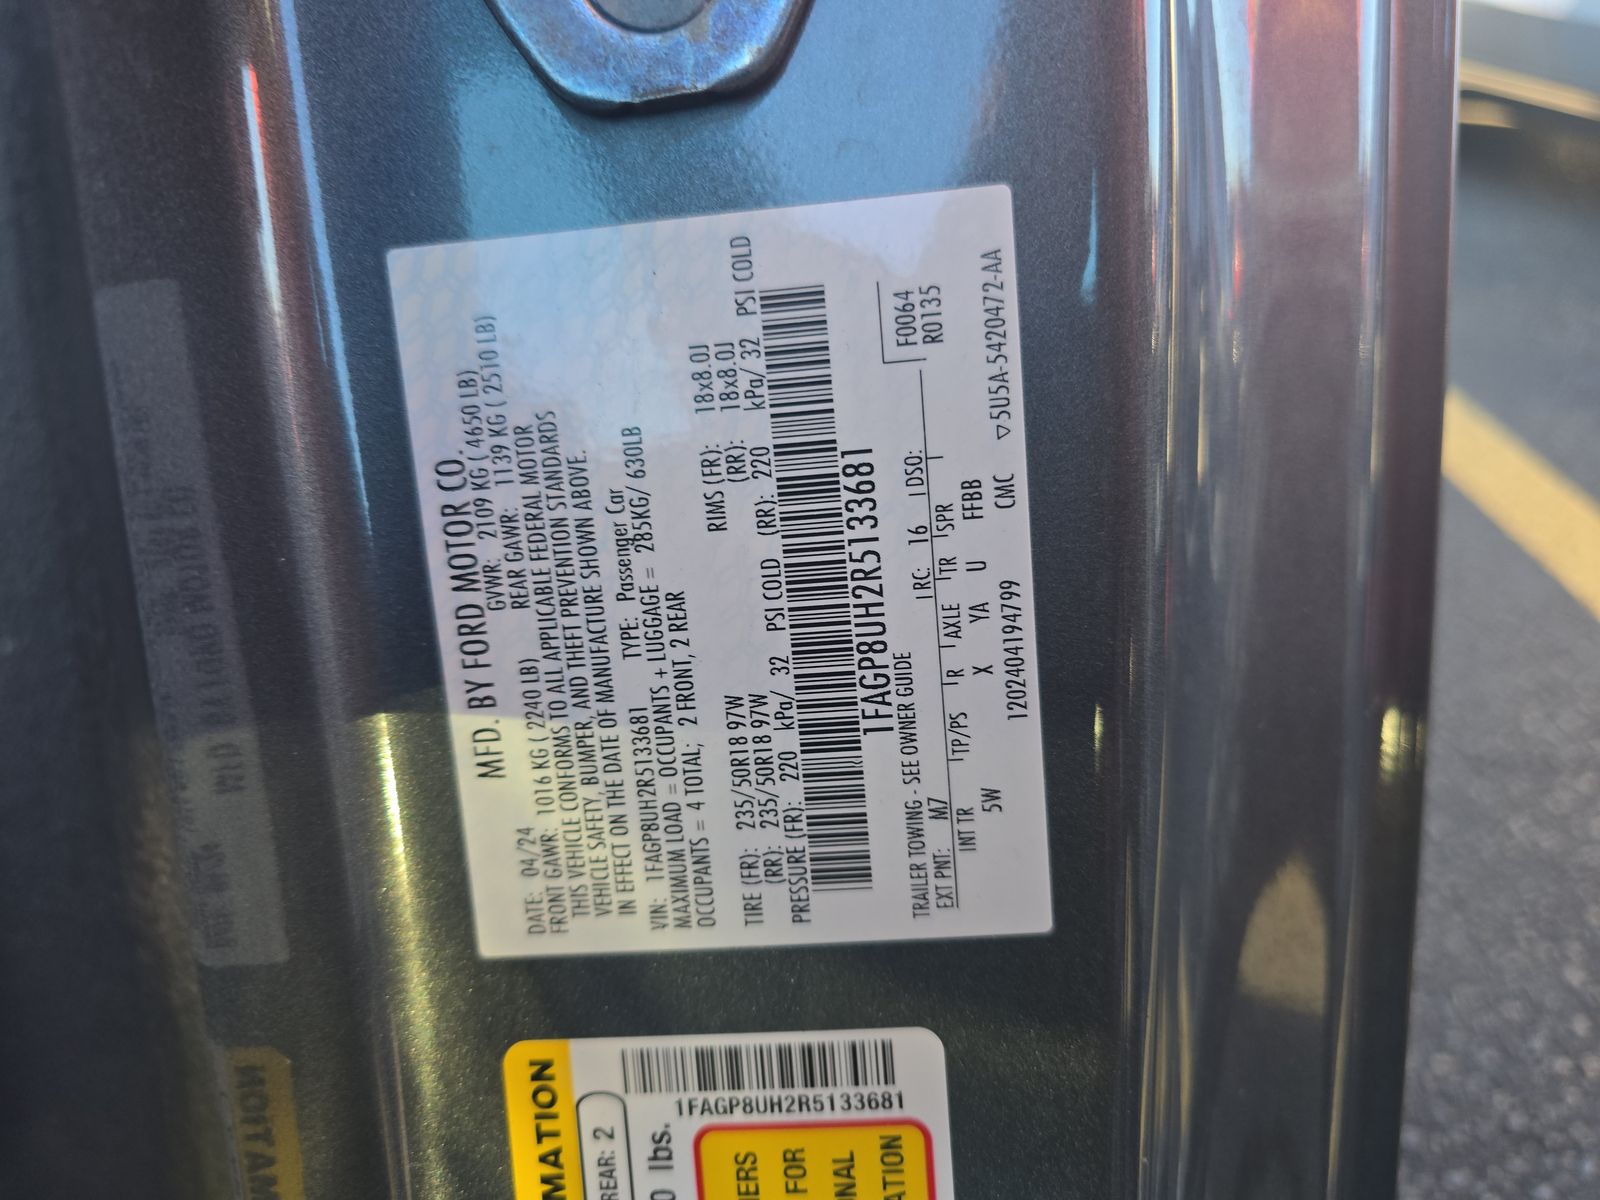 MFD. BY FORD MOTOR CO.
DATE: 04/24 GVWR: 2109 KG ( 4650 LB)
FRONT GAWR: 1016 KG ( 2240 LB) REAR GAWR: 1139 KG ( 2510 LB)
THIS VEHICLE CONFORMS TO ALL APPLICABLE FEDERAL MOTOR
VEHICLE SAFETY, BUMPER, AND THEFT PREVENTION STANDARDS
IN EFFECT ON THE DATE OF MANUFACTURE SHOWN ABOVE.
VIN: 1FAGP8UH2R5133681 TYPE: Passenger Car
MAXIMUM LOAD = OCCUPANTS + LUGGAGE = 285KG/ 630LB
OCCUPANTS = 4 TOTAL; 2 FRONT, 2 REAR
TIRE (FR): 235/50R18 97W RIMS (FR): 18x8.0J
(RR): 235/50R18 97W (RR): 18x8.0J
PRESSURE (FR): 220 kPa/ 32 PSI COLD (RR): 220 kPa/ 32 PSI COLD
1FAGP8UH2R5133681
TRAILER TOWING - SEE OWNER GUIDE
F0064
EXT PNT: M7 RC: 16 DSO: R0135
INT TR TP/PS R AXLE TR SPR
5W X YA U FFBB
1202404194799 CMC ▽5U5A-5420472-AA
MATION
REAR: 2
1FAGP8UH2R5133681
0 lbs.
IERS
FOR
ONAL
ATION